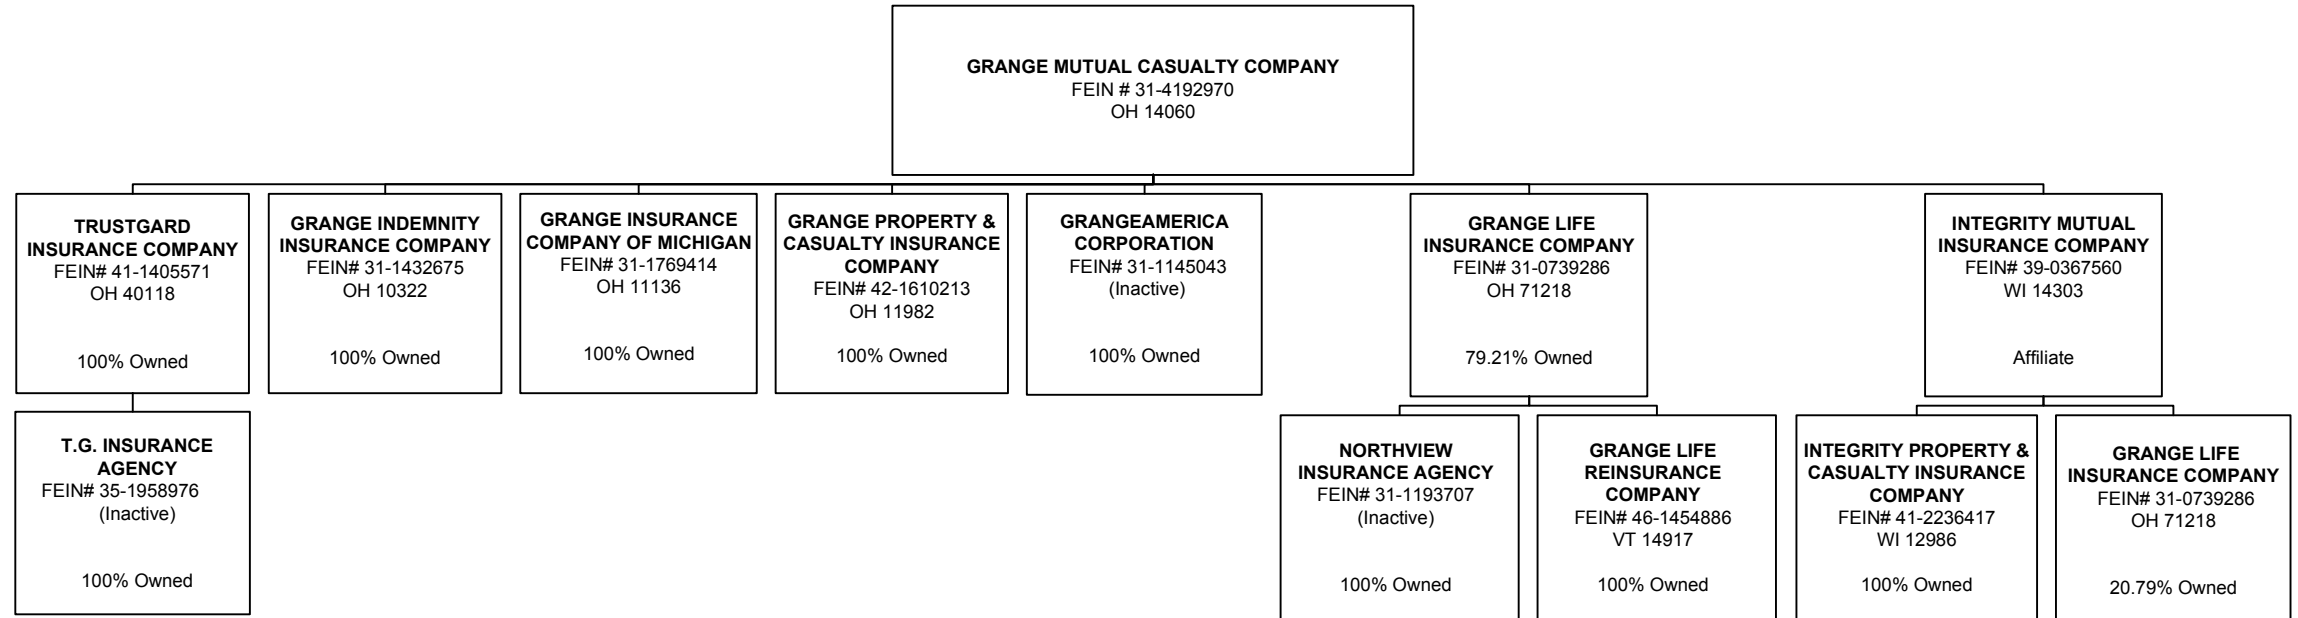 GRANGE MUTUAL CASUALTY COMPANY
FEIN # 31-4192970
OH 14060
TRUSTGARD
INSURANCE COMPANY
FEIN# 41-1405571
OH 40118
100% Owned
GRANGE INDEMNITY
INSURANCE COMPANY
FEIN# 31-1432675
OH 10322
100% Owned
GRANGE INSURANCE
COMPANY OF MICHIGAN
FEIN# 31-1769414
OH 11136
100% Owned
GRANGE PROPERTY &
CASUALTY INSURANCE
COMPANY
FEIN# 42-1610213
OH 11982
100% Owned
GRANGEAMERICA
CORPORATION
FEIN# 31-1145043
(Inactive)
100% Owned
GRANGE LIFE
INSURANCE COMPANY
FEIN# 31-0739286
OH 71218
79.21% Owned
INTEGRITY MUTUAL
INSURANCE COMPANY
FEIN# 39-0367560
WI 14303
Affiliate
T.G. INSURANCE
AGENCY
FEIN# 35-1958976
(Inactive)
100% Owned
NORTHVIEW
INSURANCE AGENCY
FEIN# 31-1193707
(Inactive)
100% Owned
GRANGE LIFE
REINSURANCE
COMPANY
FEIN# 46-1454886
VT 14917
100% Owned
INTEGRITY PROPERTY &
CASUALTY INSURANCE
COMPANY
FEIN# 41-2236417
WI 12986
100% Owned
GRANGE LIFE
INSURANCE COMPANY
FEIN# 31-0739286
OH 71218
20.79% Owned